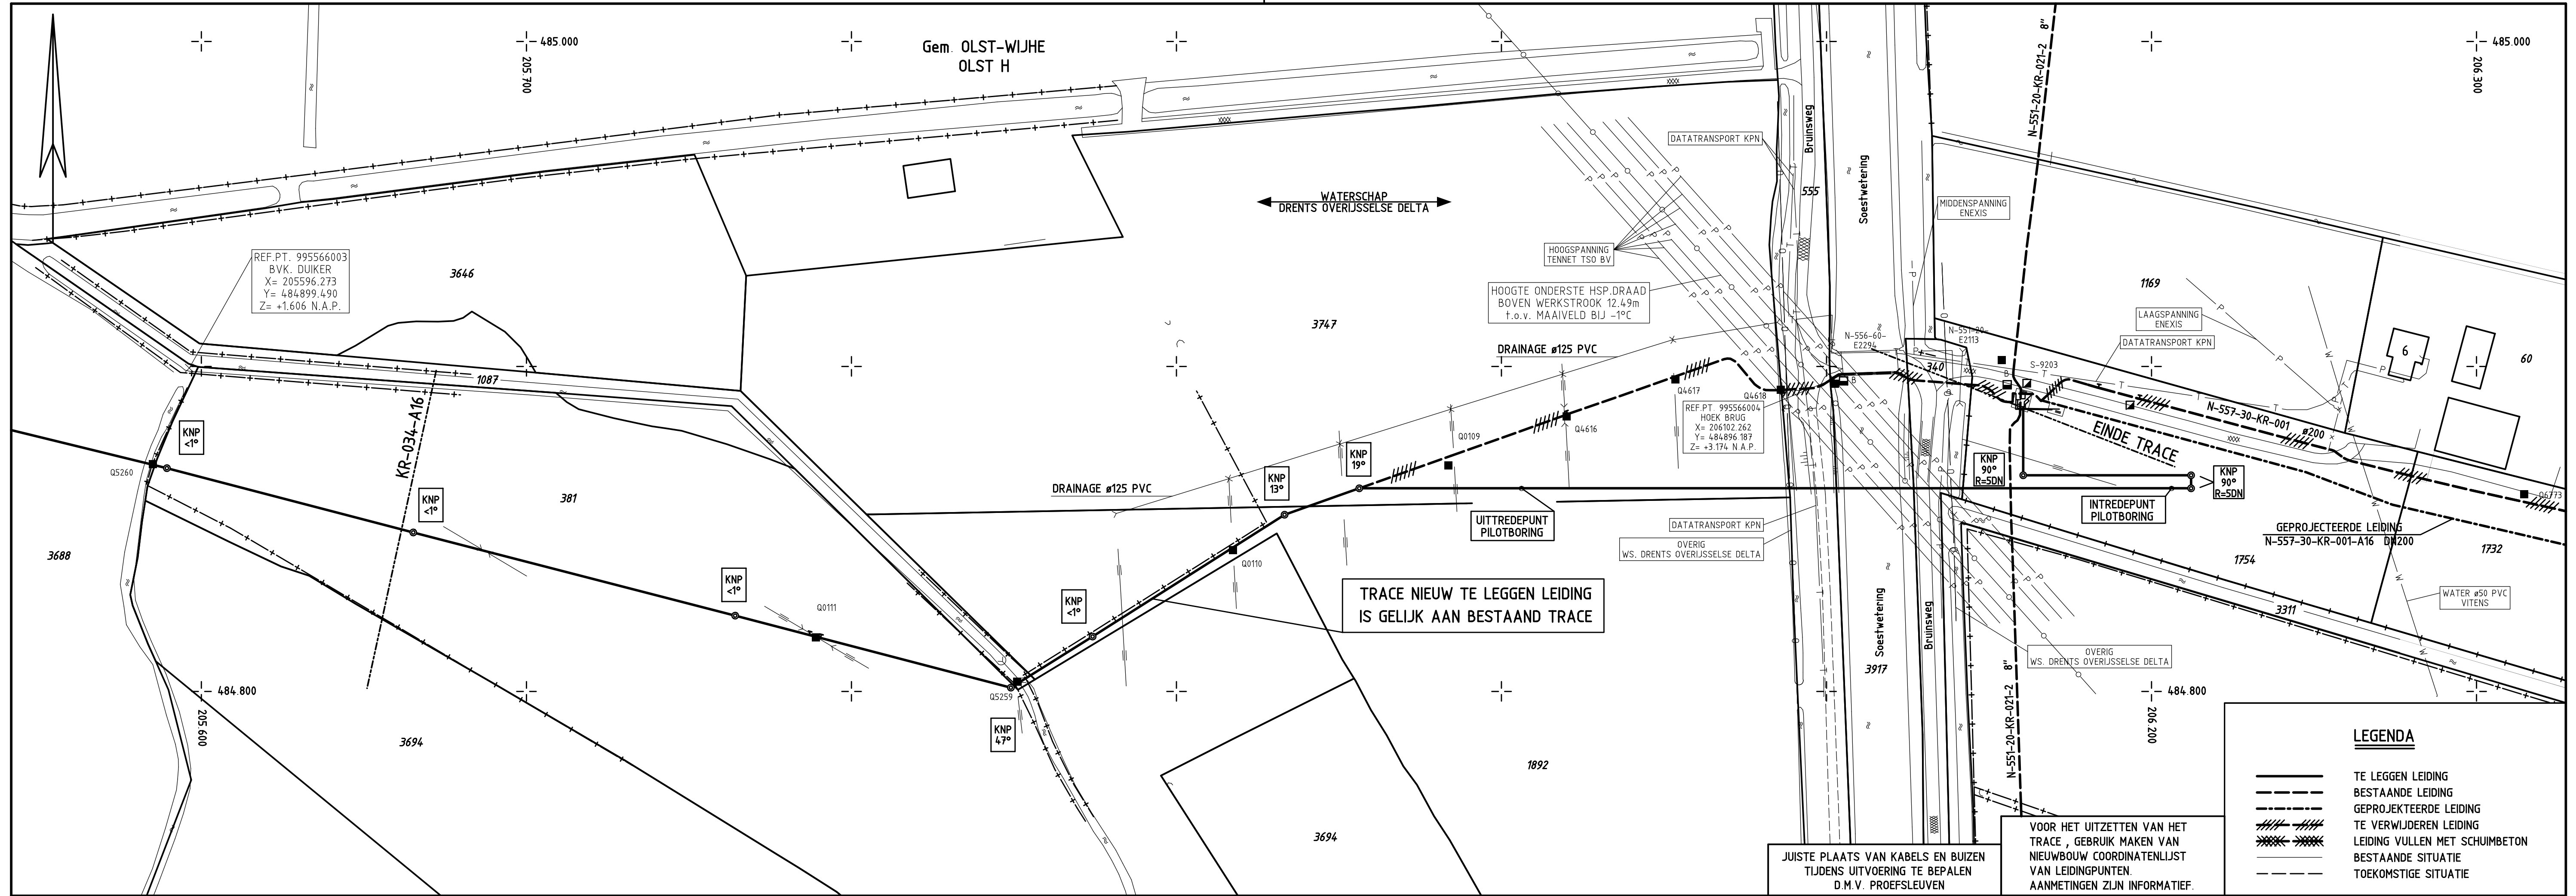 485.000
205.700
Gem. OLST-WIJHE
OLST H
485.000
206.300
N-551-20-KR-021-2 8"
WATERSCHAP
DRENTS OVERIJSSELSE DELTA
DATATRANSPORT KPN
Bruinsweg
555
Soestwetering
MIDDENSPANNING
ENEXIS
HOOGSPANNING
TENNET TSO BV
HOOGTE ONDERSTE HSP.DRAAD
BOVEN WERKSTROOK 12.49m
t.o.v. MAAIVELD BIJ -1°C
REF.PT. 995566003
BVK. DUIKER
X= 205596.273
Y= 484899.490
Z= +1.606 N.A.P.
3646
3747
1169
LAAGSPANNING
ENEXIS
DATATRANSPORT KPN
N-556-60-
E2294
N-551-20-
E2113
S-9203
6
60
340
1087
KR-034-A16
DRAINAGE ø125 PVC
Q4617
Q4618
B
B
REF.PT. 995566004
HOEK BRUG
X= 206102.262
Y= 484896.187
Z= +3.174 N.A.P.
Q4616
Q0109
N-557-30-KR-001 ø200
EINDE TRACE
KNP
<1°
Q5260
KNP
<1°
381
KNP
13°
KNP
19°
KNP
90°
R=5DN
KNP
90°
R=5DN
Q6773
DRAINAGE ø125 PVC
UITTREDEPUNT
PILOTBORING
INTREDEPUNT
PILOTBORING
DATATRANSPORT KPN
OVERIG
WS. DRENTS OVERIJSSELSE DELTA
GEPROJECTEERDE LEIDING
N-557-30-KR-001-A16 DN200
1732
1754
3688
Q0110
KNP
<1°
Q0111
KNP
<1°
TRACE NIEUW TE LEGGEN LEIDING
IS GELIJK AAN BESTAAND TRACE
3311
WATER ø50 PVC
VITENS
Soestwetering
Bruinsweg
OVERIG
WS. DRENTS OVERIJSSELSE DELTA
3917
N-551-20-KR-021-2 8"
484.800
205.600
Q5259
KNP
47°
484.800
206.200
3694
1892
3694
JUISTE PLAATS VAN KABELS EN BUIZEN
TIJDENS UITVOERING TE BEPALEN
D.M.V. PROEFSLEUVEN
VOOR HET UITZETTEN VAN HET
TRACE , GEBRUIK MAKEN VAN
NIEUWBOUW COORDINATENLIJST
VAN LEIDINGPUNTEN.
AANMETINGEN ZIJN INFORMATIEF.
LEGENDA
TE LEGGEN LEIDING
BESTAANDE LEIDING
GEPROJEKTEERDE LEIDING
TE VERWIJDEREN LEIDING
LEIDING VULLEN MET SCHUIMBETON
BESTAANDE SITUATIE
TOEKOMSTIGE SITUATIE